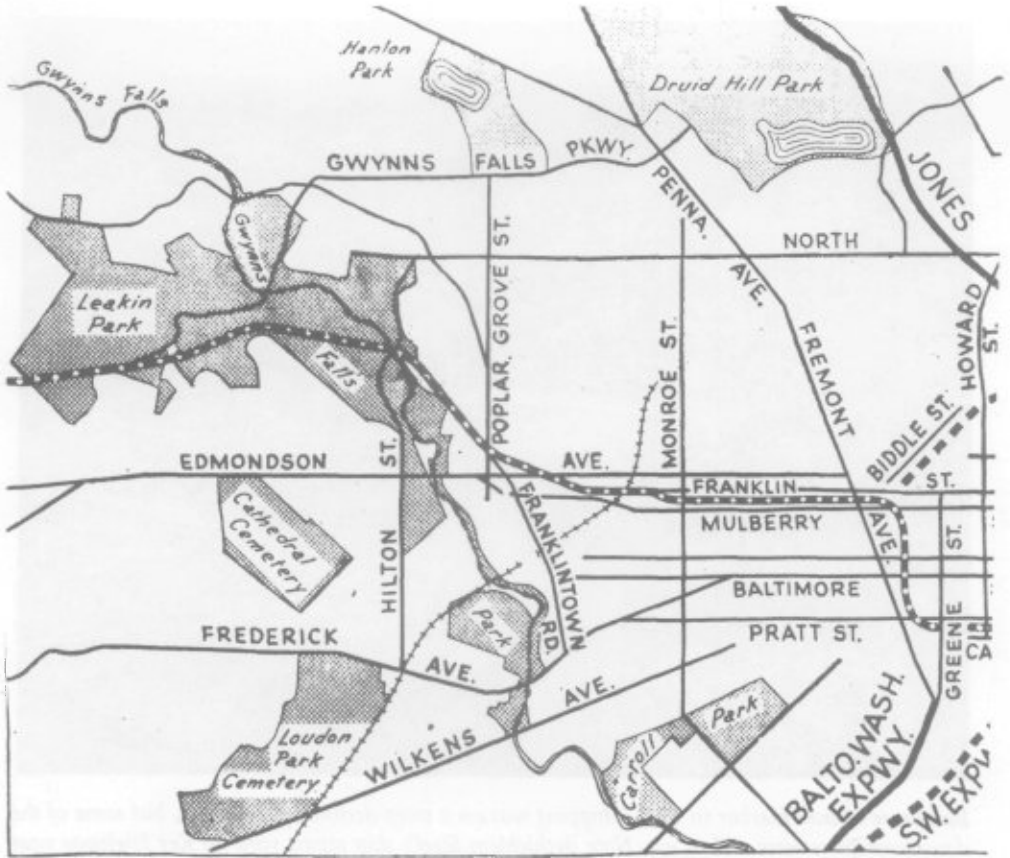 Hanlon
Park
Druid Hill Park
Gwynns Falls
GWYNNS FALLS PKWY.
JONES
PENNA. AVE.
NORTH
Gwynns
Falls
Leakin
Park
POPLAR GROVE ST.
MONROE ST.
FREMONT AVE.
HOWARD ST.
BIDDLE ST.
EDMONDSON AVE.
FRANKLIN ST.
MULBERRY
Cathedral
Cemetery
HILTON ST.
FRANKLINTOWN RD.
BALTIMORE
GREENE ST.
Park
FREDERICK AVE.
PRATT ST.
CA
WILKENS AVE.
Loudon
Park
Cemetery
Carroll Park
BALTO. WASH.
EXPWY.
S.W. EXPW